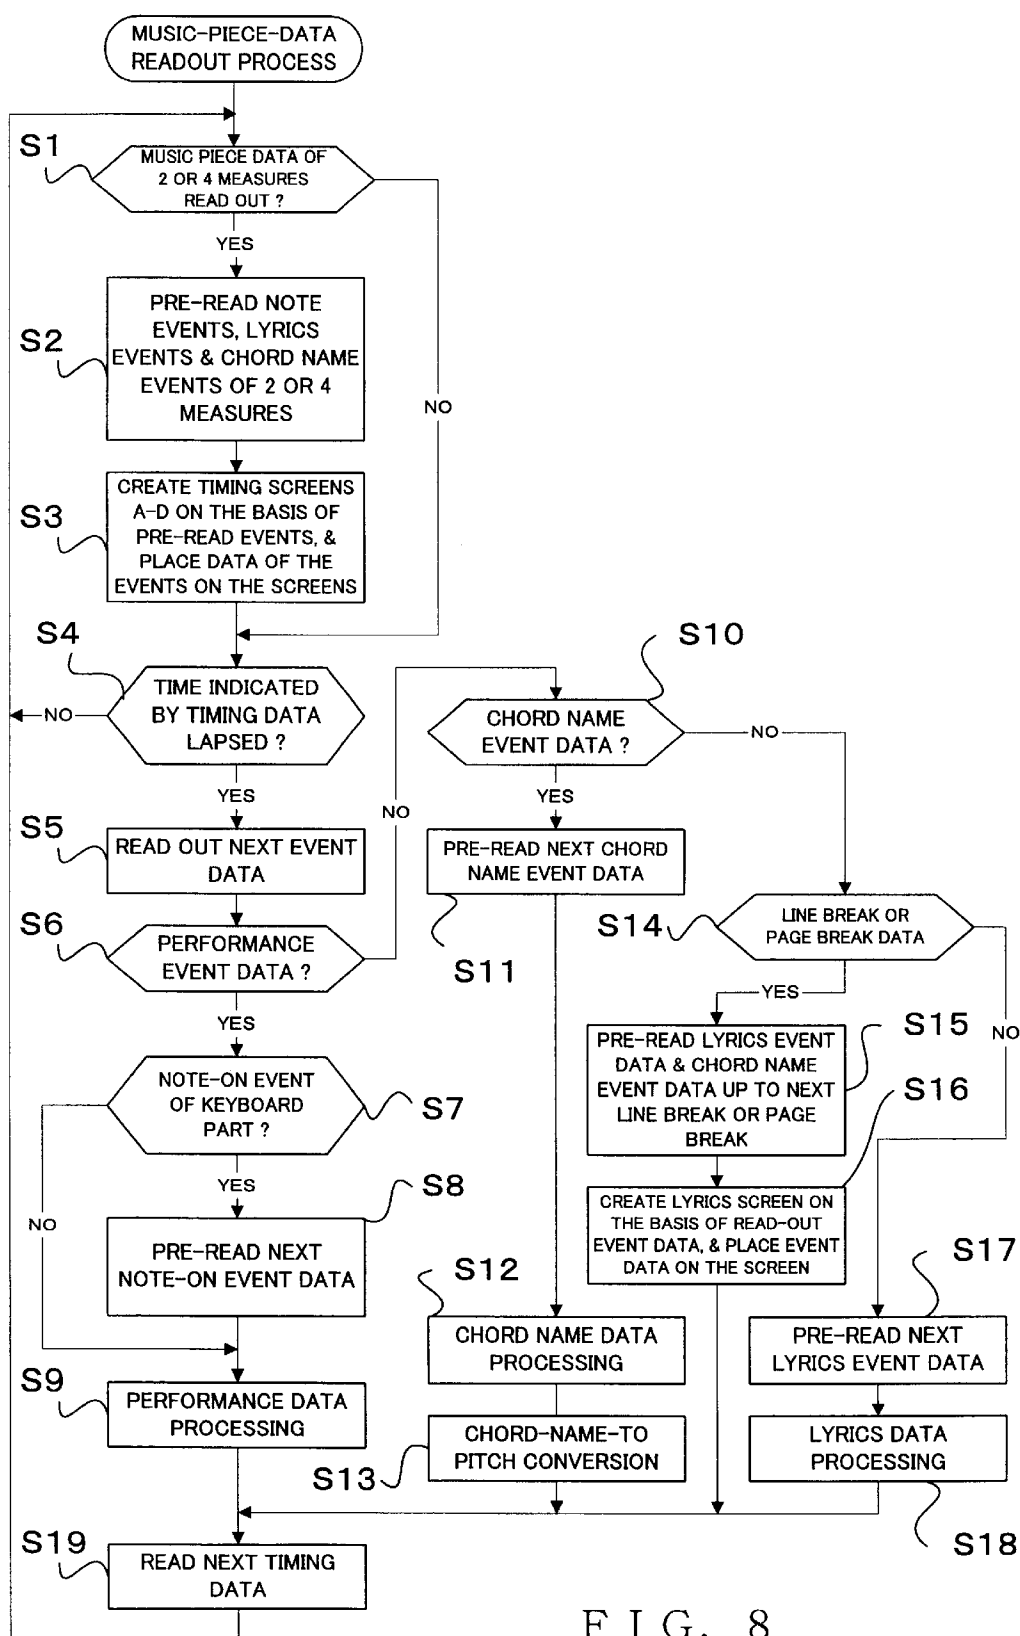 MUSIC-PIECE-DATA
READOUT PROCESS
S1
MUSIC PIECE DATA OF
2 OR 4 MEASURES
READ OUT ?
YES
NO
S2
PRE-READ NOTE
EVENTS, LYRICS
EVENTS & CHORD NAME
EVENTS OF 2 OR 4
MEASURES
S3
CREATE TIMING SCREENS
A-D ON THE BASIS OF
PRE-READ EVENTS, &
PLACE DATA OF THE
EVENTS ON THE SCREENS
S4
TIME INDICATED
BY TIMING DATA
LAPSED ?
NO
YES
S5
READ OUT NEXT EVENT
DATA
S6
PERFORMANCE
EVENT DATA ?
NO
YES
S7
NOTE-ON EVENT
OF KEYBOARD
PART ?
YES
NO
S8
PRE-READ NEXT
NOTE-ON EVENT DATA
S9
PERFORMANCE DATA
PROCESSING
S10
CHORD NAME
EVENT DATA ?
NO
YES
S11
PRE-READ NEXT CHORD
NAME EVENT DATA
S12
CHORD NAME DATA
PROCESSING
S13
CHORD-NAME-TO
PITCH CONVERSION
S14
LINE BREAK OR
PAGE BREAK DATA
YES
NO
S15
PRE-READ LYRICS EVENT
DATA & CHORD NAME
EVENT DATA UP TO NEXT
LINE BREAK OR PAGE
BREAK
S16
CREATE LYRICS SCREEN ON
THE BASIS OF READ-OUT
EVENT DATA, & PLACE EVENT
DATA ON THE SCREEN
S17
PRE-READ NEXT
LYRICS EVENT DATA
LYRICS DATA
PROCESSING
S18
S19
READ NEXT TIMING
DATA
FIG. 8